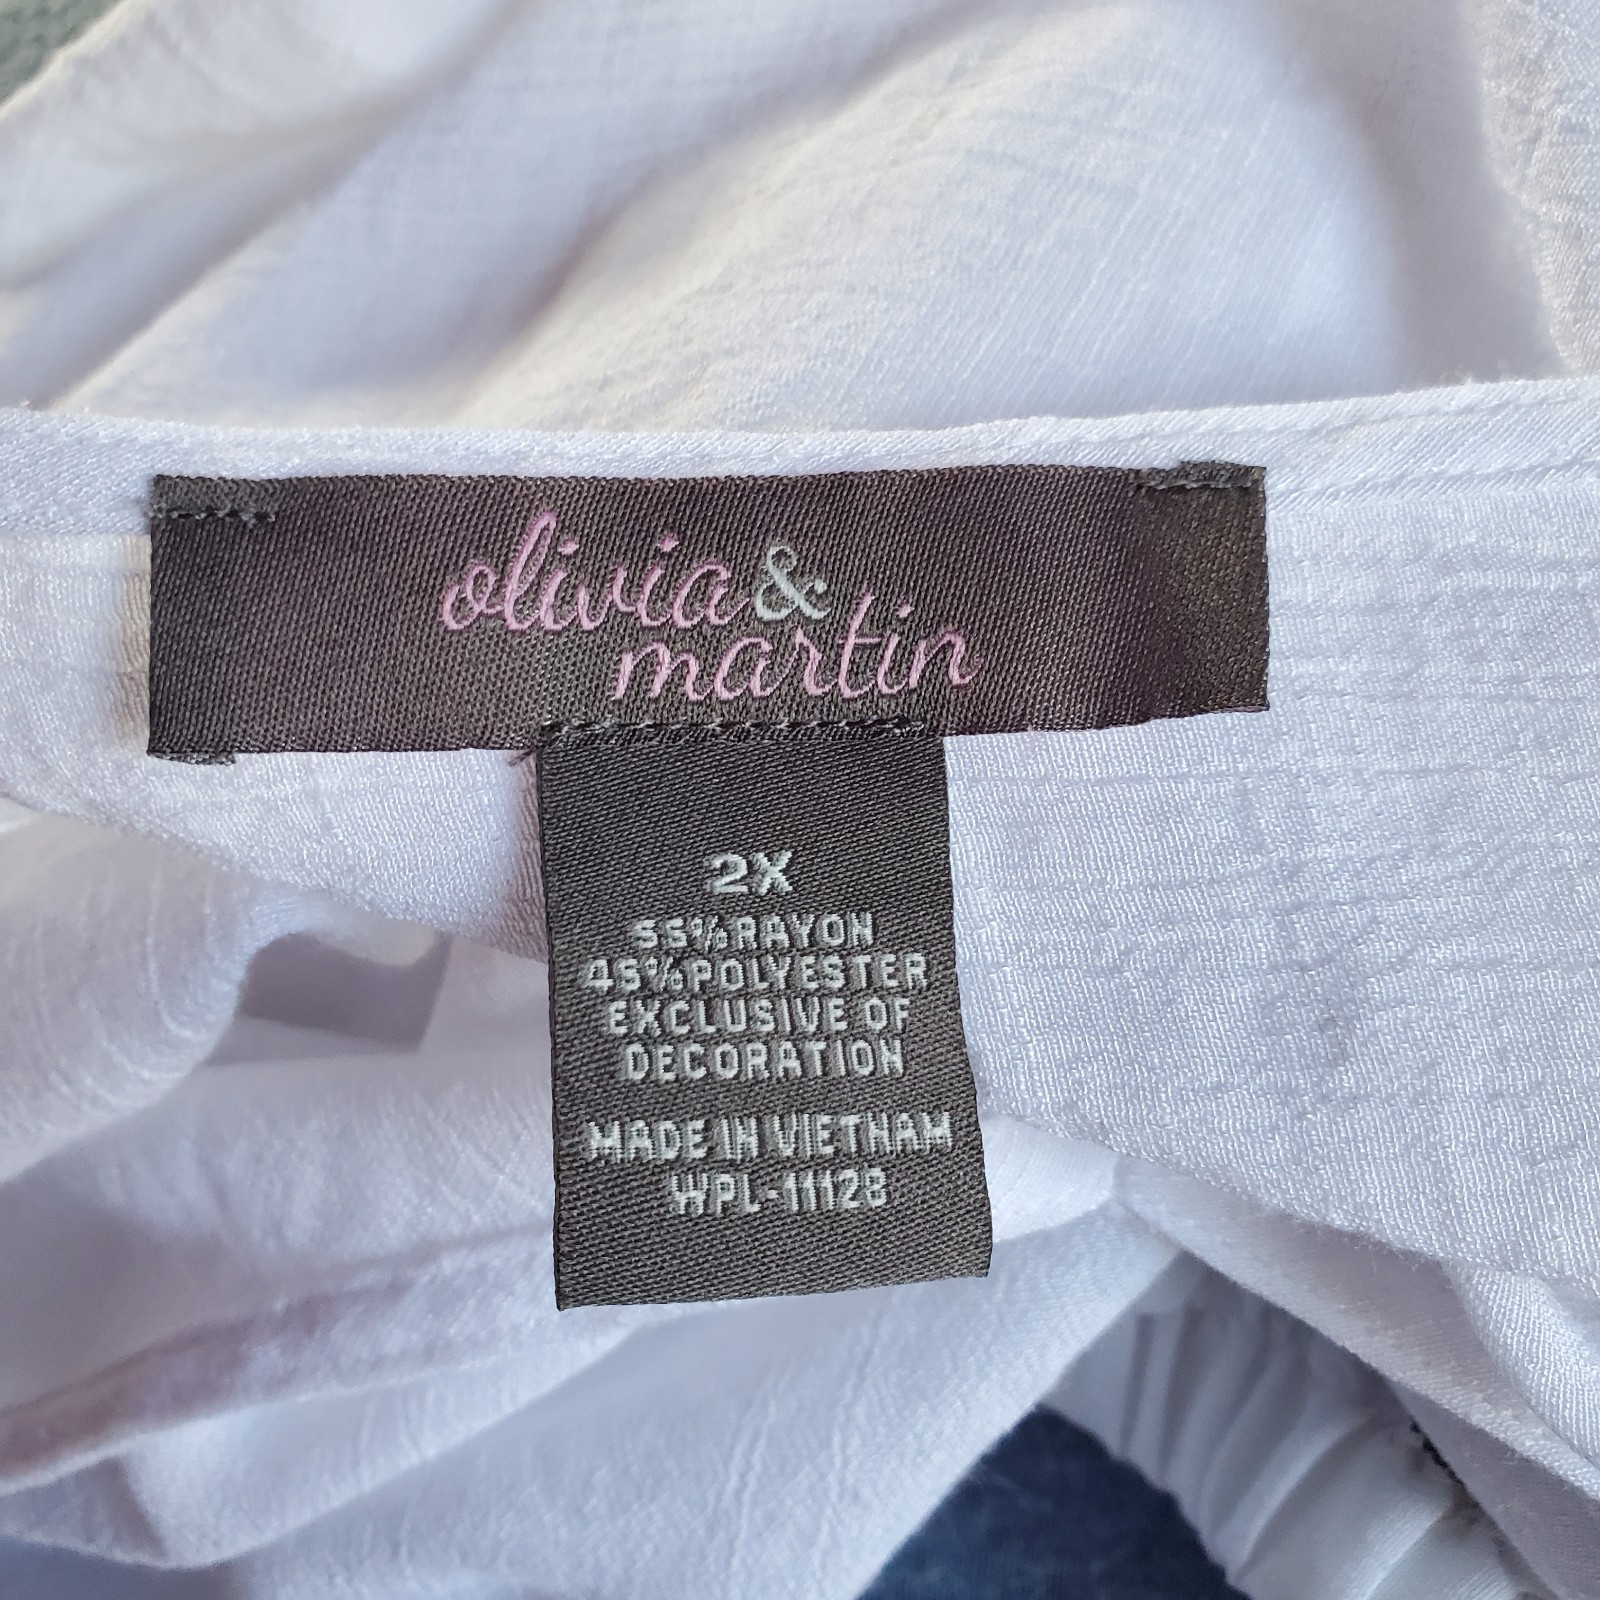 olivia &
martin
2X
55% RAYON
45% POLYESTER
EXCLUSIVE OF
DECORATION
MADE IN VIETNAM
WPL-11128